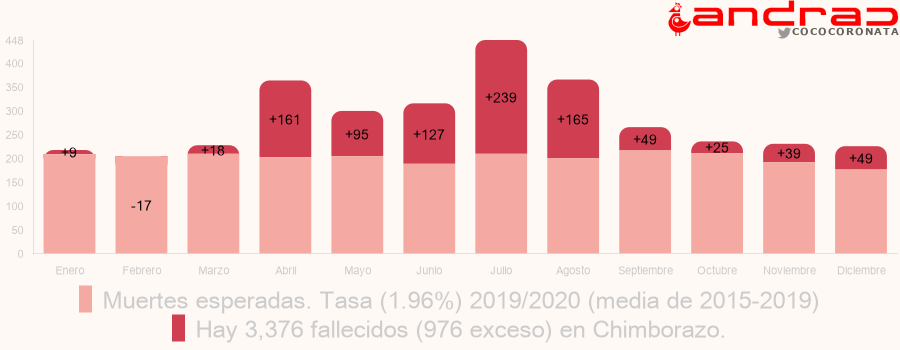 andrab
COCOCORONATA
448
400
350
300
250
200
150
100
50
0
+9
-17
+18
+161
+95
+127
+239
+165
+49
+25
+39
+49
Enero
Febrero
Marzo
Abril
Mayo
Junio
Julio
Agosto
Septiembre
Octubre
Noviembre
Diciembre
Muertes esperadas. Tasa (1.96%) 2019/2020 (media de 2015-2019)
Hay 3,376 fallecidos (976 exceso) en Chimborazo.